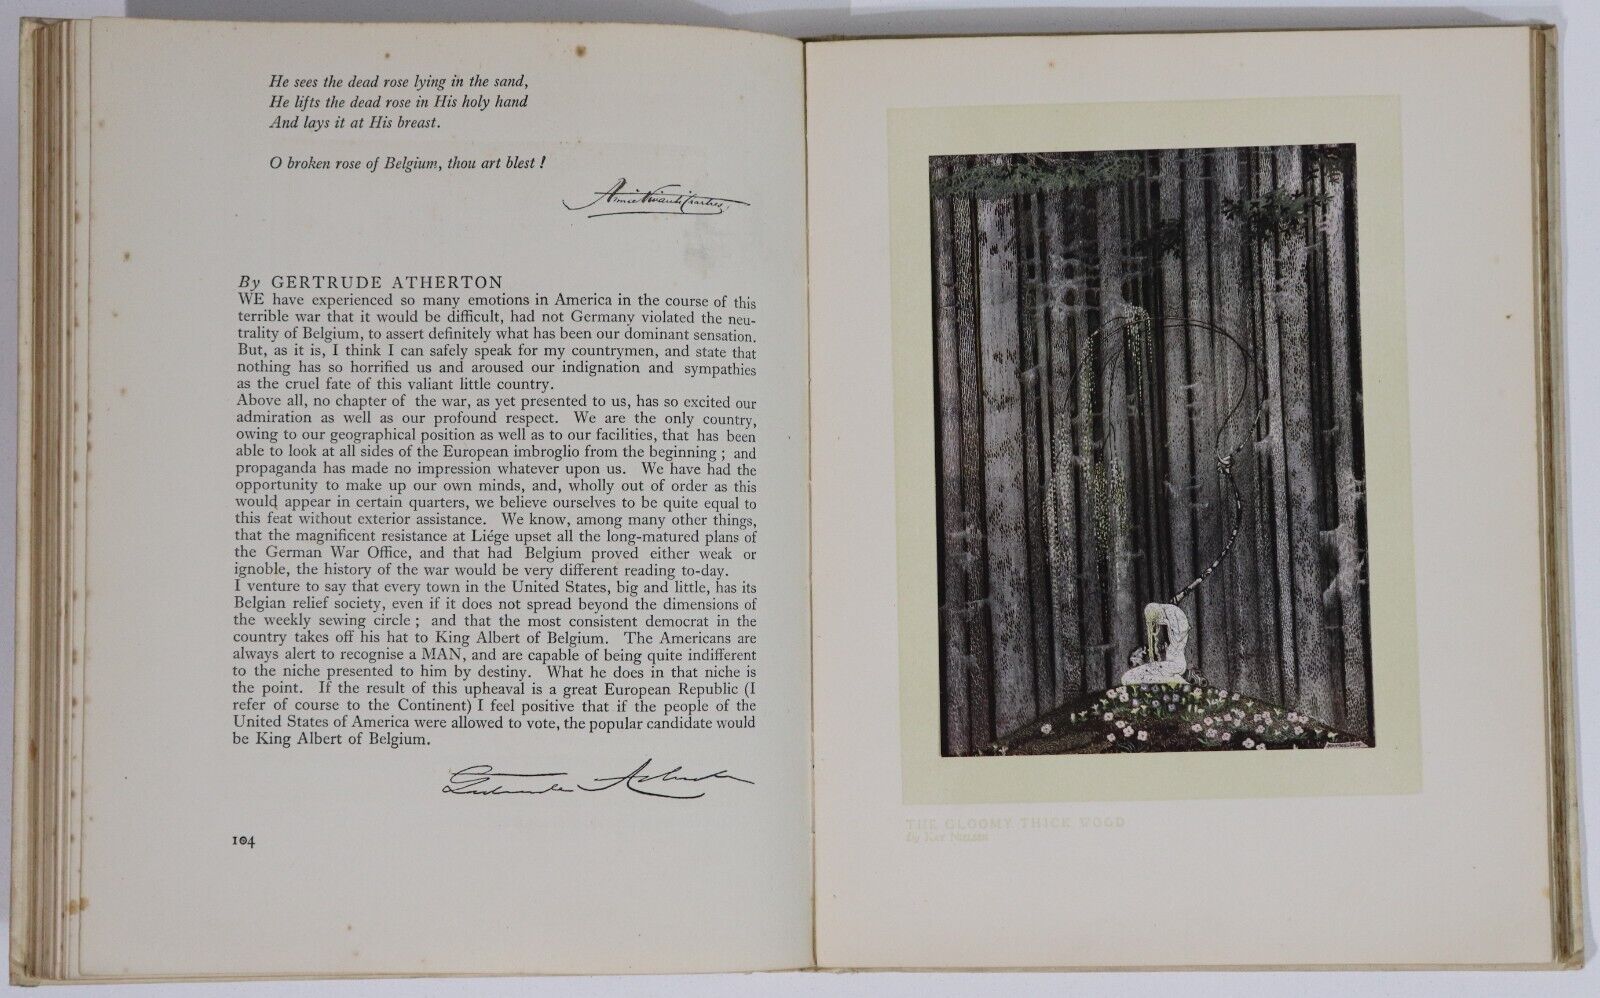 He sees the dead rose lying in the sand,
He lifts the dead rose in His holy hand
And lays it at His breast.
O broken rose of Belgium, thou art blest !
Annie Vivanti Chartres
By GERTRUDE ATHERTON
WE have experienced so many emotions in America in the course of this
terrible war that it would be difficult, had not Germany violated the neu-
trality of Belgium, to assert definitely what has been our dominant sensation.
But, as it is, I think I can safely speak for my countrymen, and state that
nothing has so horrified us and aroused our indignation and sympathies
as the cruel fate of this valiant little country.
Above all, no chapter of the war, as yet presented to us, has so excited our
admiration as well as our profound respect. We are the only country,
owing to our geographical position as well as to our facilities, that has been
able to look at all sides of the European imbroglio from the beginning ; and
propaganda has made no impression whatever upon us. We have had the
opportunity to make up our own minds, and, wholly out of order as this
would appear in certain quarters, we believe ourselves to be quite equal to
this feat without exterior assistance. We know, among many other things,
that the magnificent resistance at Liége upset all the long-matured plans of
the German War Office, and that had Belgium proved either weak or
ignoble, the history of the war would be very different reading to-day.
I venture to say that every town in the United States, big and little, has its
Belgian relief society, even if it does not spread beyond the dimensions of
the weekly sewing circle ; and that the most consistent democrat in the
country takes off his hat to King Albert of Belgium. The Americans are
always alert to recognise a MAN, and are capable of being quite indifferent
to the niche presented to him by destiny. What he does in that niche is
the point. If the result of this upheaval is a great European Republic (I
refer of course to the Continent) I feel positive that if the people of the
United States of America were allowed to vote, the popular candidate would
be King Albert of Belgium.
Gertrude Atherton
104
THE GLOOMY THICK WOOD
By Kay Nielsen